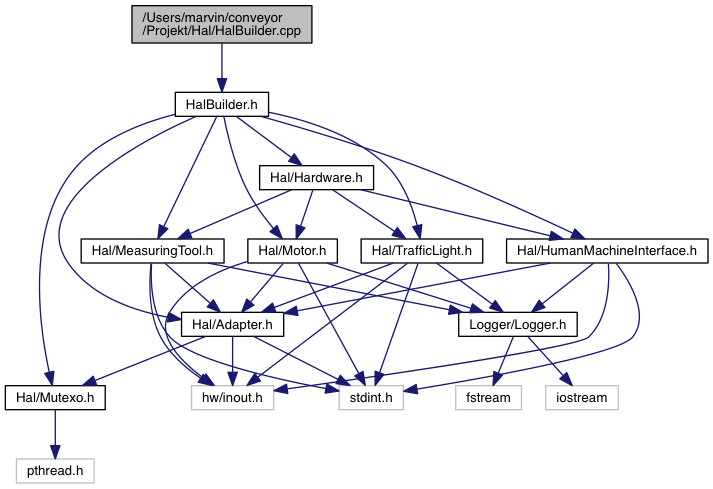 /Users/marvin/conveyor
/Projekt/Hal/HalBuilder.cpp
HalBuilder.h
Hal/Hardware.h
Hal/MeasuringTool.h
Hal/Motor.h
Hal/TrafficLight.h
Hal/HumanMachineInterface.h
Hal/Adapter.h
Logger/Logger.h
Hal/Mutexo.h
hw/inout.h
stdint.h
fstream
iostream
pthread.h